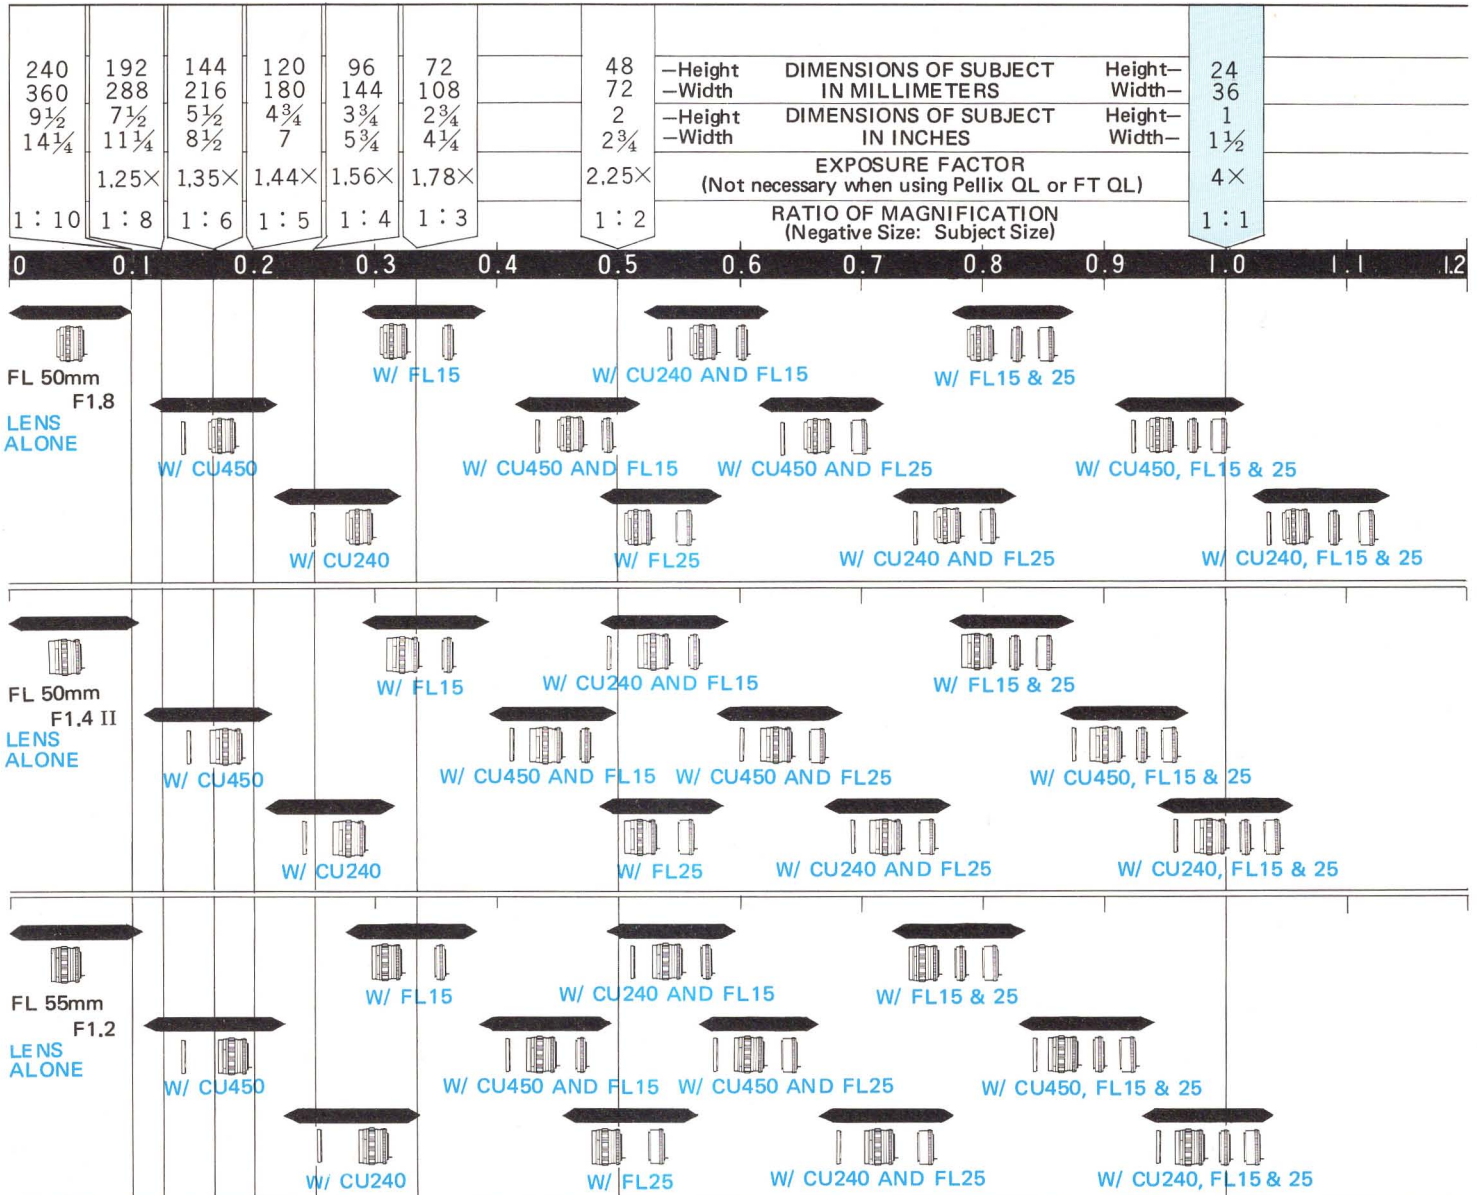 240 192 144 120 96 72 48 —Height DIMENSIONS OF SUBJECT Height— 24
360 288 216 180 144 108 72 —Width IN MILLIMETERS Width— 36
9½ 7½ 5½ 4¾ 3¾ 2¾ 2 —Height DIMENSIONS OF SUBJECT Height— 1
14¼ 11¼ 8½ 7 5¾ 4¼ 2¾ —Width IN INCHES Width— 1½
1.25× 1.35× 1.44× 1.56× 1.78× 2.25× EXPOSURE FACTOR 4×
(Not necessary when using Pellix QL or FT QL)
1 : 10 1 : 8 1 : 6 1 : 5 1 : 4 1 : 3 1 : 2 RATIO OF MAGNIFICATION 1 : 1
(Negative Size: Subject Size)
0 0.1 0.2 0.3 0.4 0.5 0.6 0.7 0.8 0.9 1.0 1.1 1.2
FL 50mm
F1.8
LENS
ALONE
W/ FL15 W/ CU240 AND FL15 W/ FL15 & 25
W/ CU450 W/ CU450 AND FL15 W/ CU450 AND FL25 W/ CU450, FL15 & 25
W/ CU240 W/ FL25 W/ CU240 AND FL25 W/ CU240, FL15 & 25
FL 50mm
F1.4 II
LENS
ALONE
W/ FL15 W/ CU240 AND FL15 W/ FL15 & 25
W/ CU450 W/ CU450 AND FL15 W/ CU450 AND FL25 W/ CU450, FL15 & 25
W/ CU240 W/ FL25 W/ CU240 AND FL25 W/ CU240, FL15 & 25
FL 55mm
F1.2
LENS
ALONE
W/ FL15 W/ CU240 AND FL15 W/ FL15 & 25
W/ CU450 W/ CU450 AND FL15 W/ CU450 AND FL25 W/ CU450, FL15 & 25
W/ CU240 W/ FL25 W/ CU240 AND FL25 W/ CU240, FL15 & 25